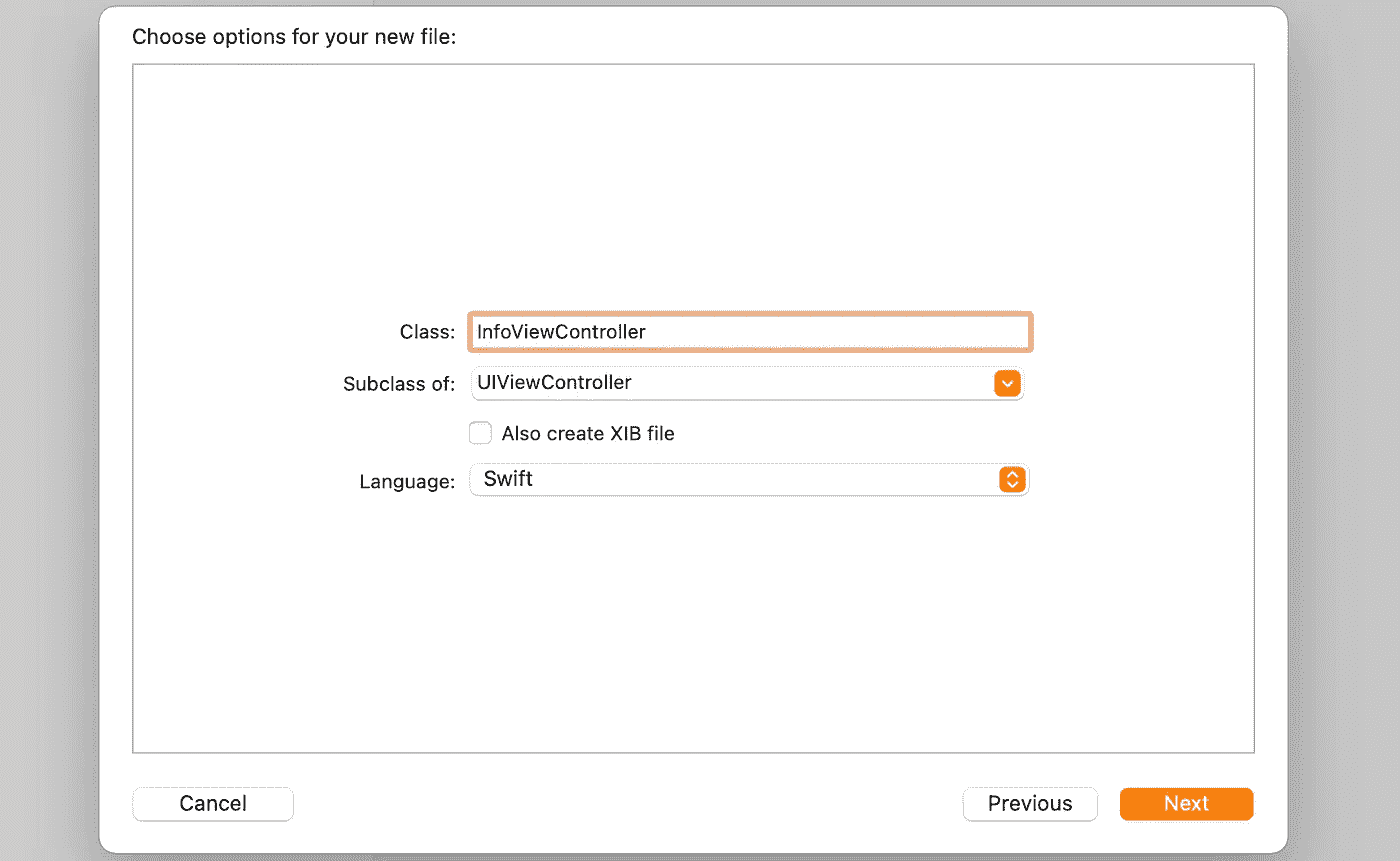 Choose options for your new file:
Class: InfoViewController
Subclass of: UIViewController
Also create XIB file
Language: Swift
Cancel Previous Next